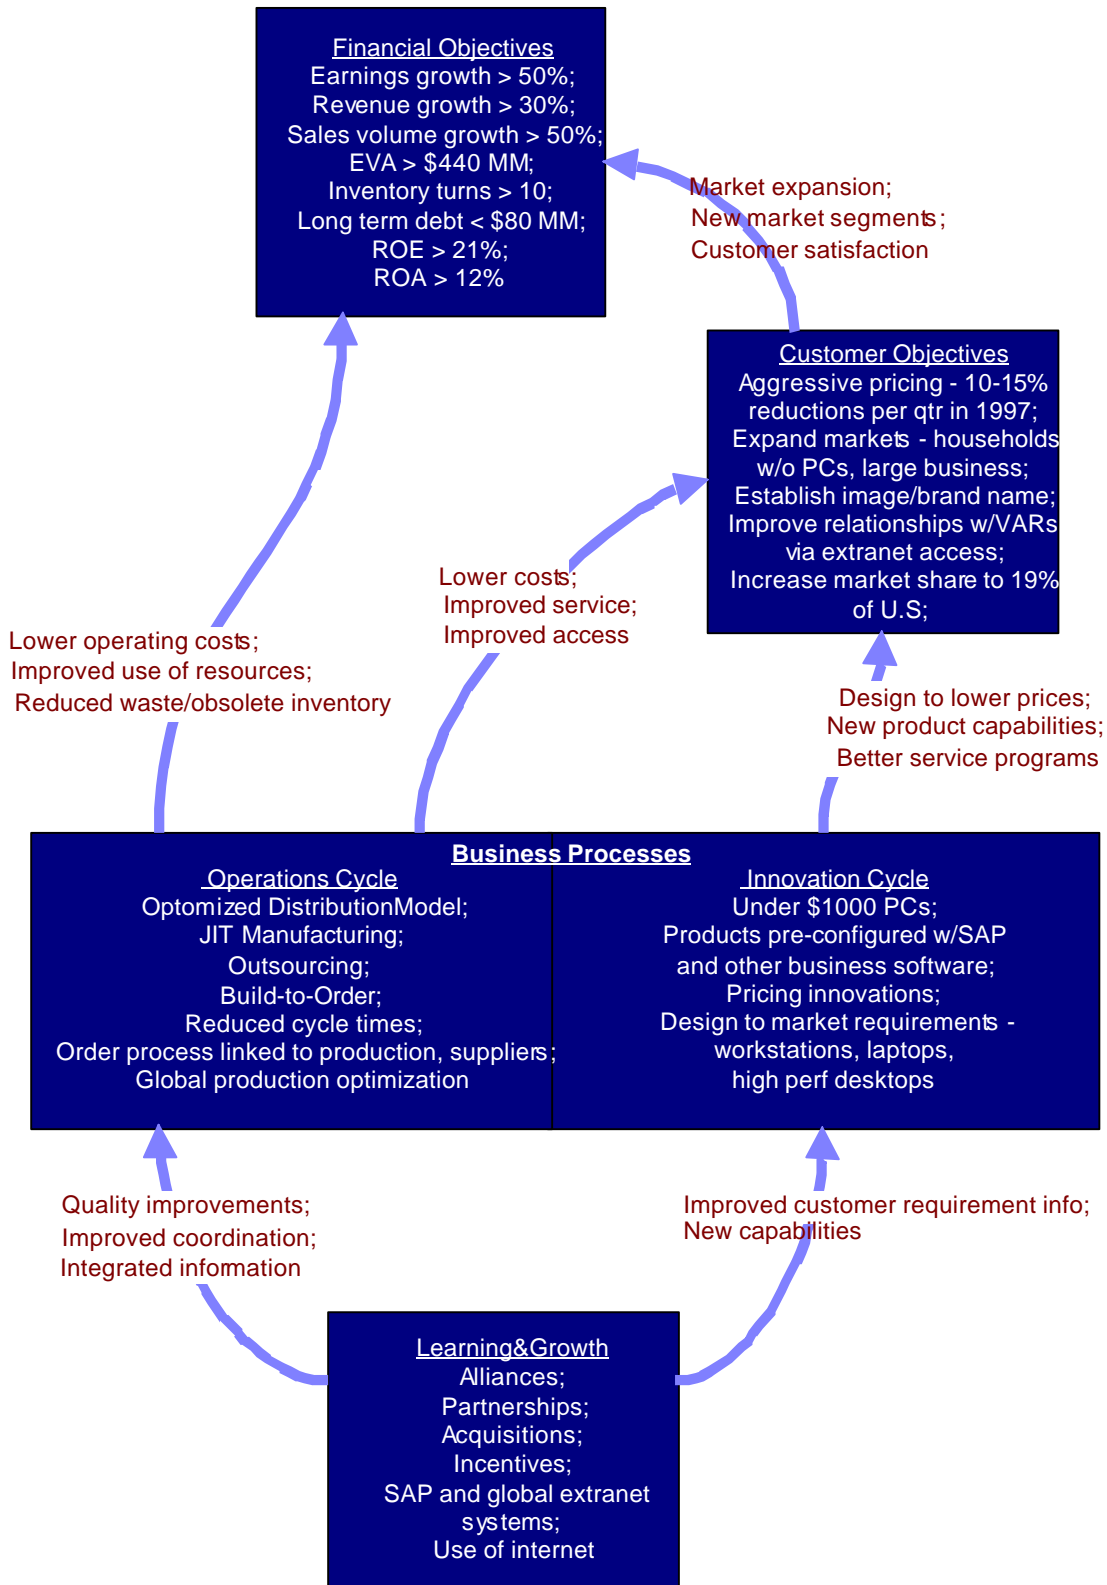 Financial Objectives
Earnings growth > 50%;
Revenue growth > 30%;
Sales volume growth > 50%;
EVA > $440 MM;
Inventory turns > 10;
Long term debt < $80 MM;
ROE > 21%;
ROA > 12%
Market expansion;
New market segments;
Customer satisfaction
Customer Objectives
Aggressive pricing - 10-15%
reductions per qtr in 1997;
Expand markets - households
w/o PCs, large business;
Establish image/brand name;
Improve relationships w/VARs
via extranet access;
Increase market share to 19%
of U.S;
Lower costs;
Improved service;
Improved access
Lower operating costs;
Improved use of resources;
Reduced waste/obsolete inventory
Design to lower prices;
New product capabilities;
Better service programs
Business Processes
Operations Cycle
Optomized DistributionModel;
JIT Manufacturing;
Outsourcing;
Build-to-Order;
Reduced cycle times;
Order process linked to production, suppliers;
Global production optimization
Innovation Cycle
Under $1000 PCs;
Products pre-configured w/SAP
and other business software;
Pricing innovations;
Design to market requirements -
workstations, laptops,
high perf desktops
Quality improvements;
Improved coordination;
Integrated information
Improved customer requirement info;
New capabilities
Learning&Growth
Alliances;
Partnerships;
Acquisitions;
Incentives;
SAP and global extranet
systems;
Use of internet